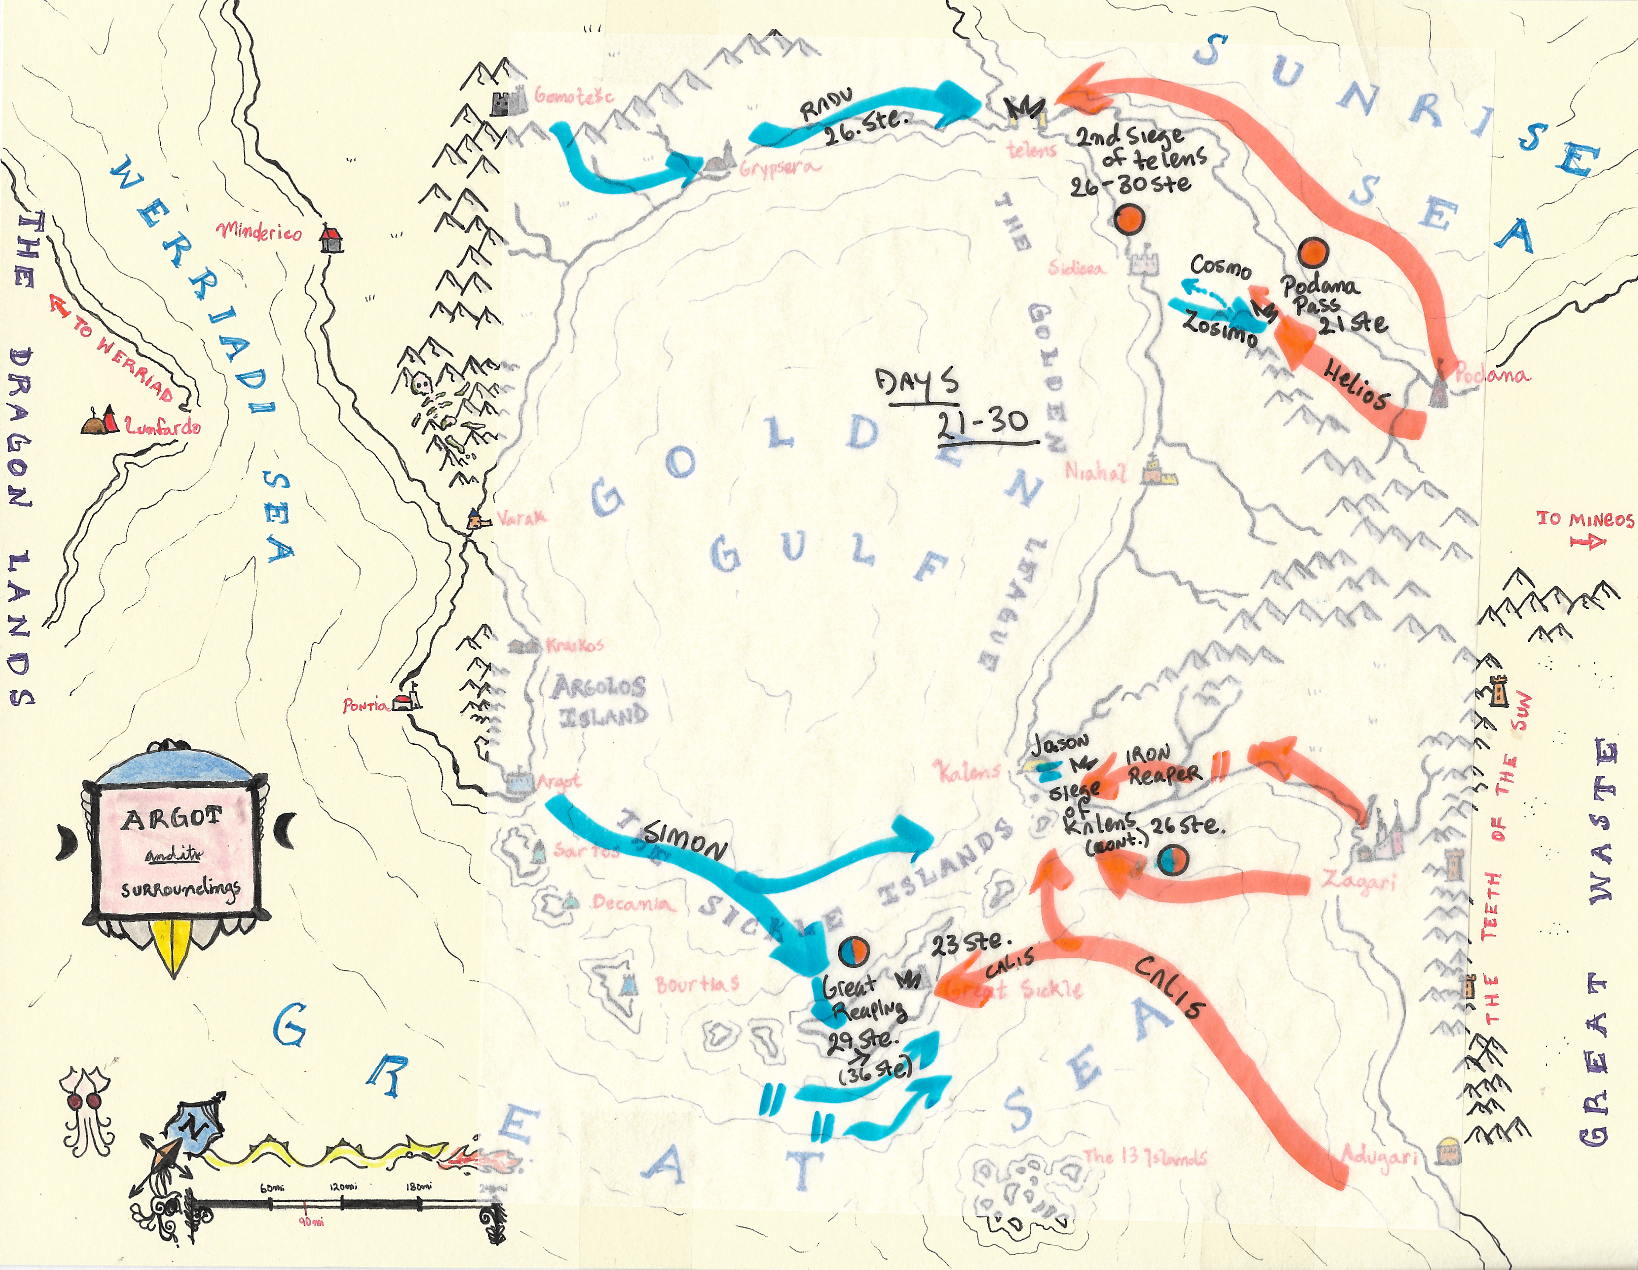 SUNRISE SEA
SEA
Gomotesc
RADU
26. Ste.
Grypsera
telens
2nd Siege
of telens
26-30 Ste
WERRIADI SEA
THE DRAGON LANDS
Minderico
TO WERRIAD
Lunfardo
THE GOLDEN LEAGUE
Cosmo
Zosimo
Podana
Pass
21 Ste
Helios
Podana
DAYS
21-30
GOLDEN
GULF
Niahal
Varak
TO MINEOS
Kraikos
ARGOLOS
ISLAND
Pontia
Argot
Kalens
Jason
IRON
Reaper
Siege
of
Kalens
(cont.)
26 Ste.
Zagari
THE TEETH OF THE SUN
GREAT WASTE
ARGOT
and its
surroundings
SIMON
THE SICKLE ISLANDS
Sartos
Decania
Bourtias
23 Ste.
CALIS
Great Sickle
CALIS
Great
Reaping
29 Ste.
>
(36 Ste)
GREAT SEA
Adugari
The 13 Islands
N
60mi
120mi
180mi
90mi